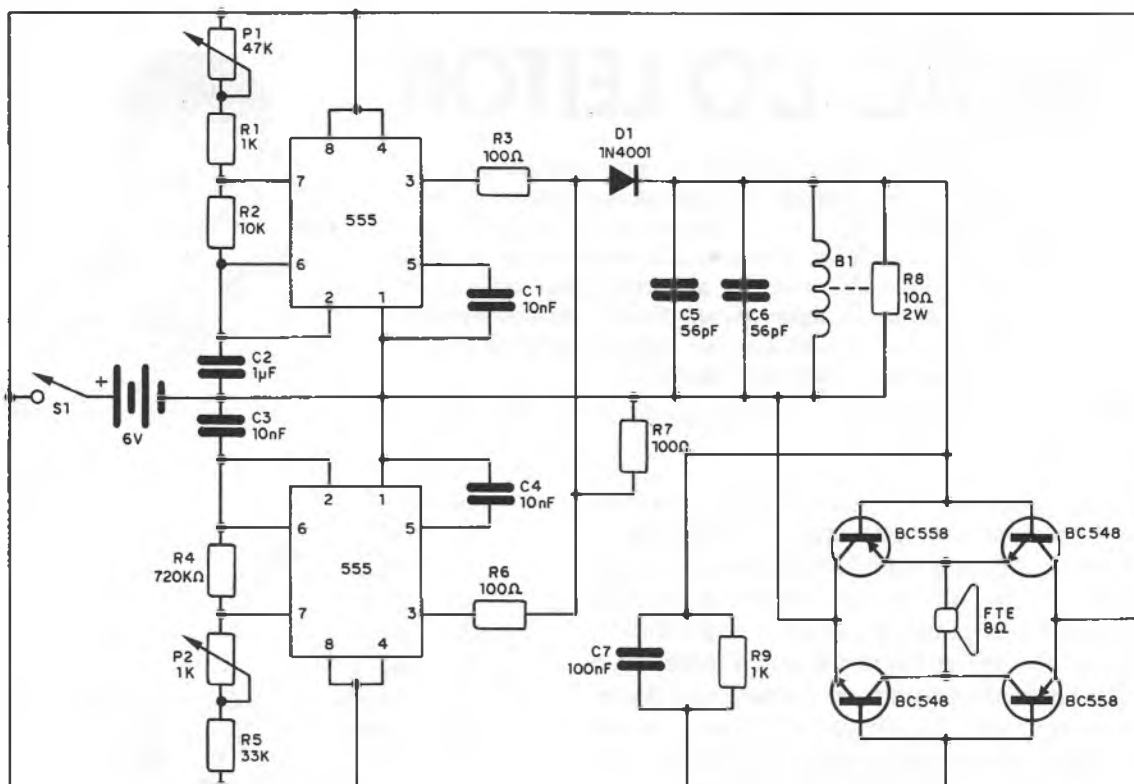 P1
47K
R1
1K
R2
10K
8
4
7
3
555
6
5
2
1
R3
100Ω
D1
1N4001
C1
10nF
C5
56pF
C6
56pF
B1
R8
10Ω
2W
C2
1µF
S1
+
6V
C3
10nF
R7
100Ω
2
1
6
5
555
7
3
8
4
C4
10nF
R4
720KΩ
R6
100Ω
P2
1K
R5
33K
C7
100nF
R9
1K
BC558
BC548
FTE
8Ω
BC548
BC558